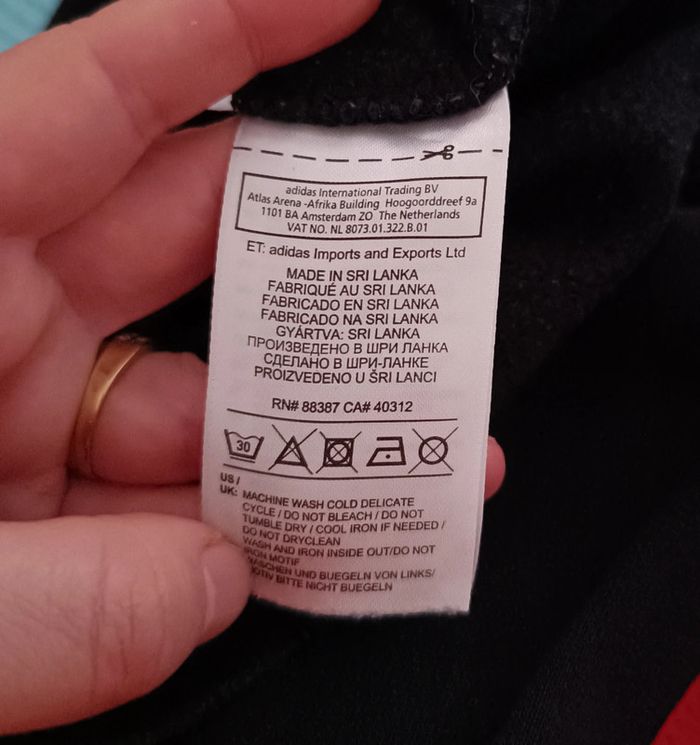 adidas International Trading BV
Atlas Arena -Afrika Building Hoogoorddreef 9a
1101 BA Amsterdam ZO The Netherlands
VAT NO. NL 8073.01.322.B.01
ET: adidas Imports and Exports Ltd
MADE IN SRI LANKA
FABRIQUÉ AU SRI LANKA
FABRICADO EN SRI LANKA
FABRICADO NA SRI LANKA
GYÁRTVA: SRI LANKA
ПРОИЗВЕДЕНО В ШРИ ЛАНКА
СДЕЛАНО В ШРИ-ЛАНКЕ
PROIZVEDENO U ŠRI LANCI
RN# 88387 CA# 40312
30
US /
UK: MACHINE WASH COLD DELICATE
CYCLE / DO NOT BLEACH / DO NOT
TUMBLE DRY / COOL IRON IF NEEDED /
DO NOT DRYCLEAN
WASH AND IRON INSIDE OUT/DO NOT
IRON MOTIF
UND BUEGELN VON LINKS/
BITTE NICHT BUEGELN